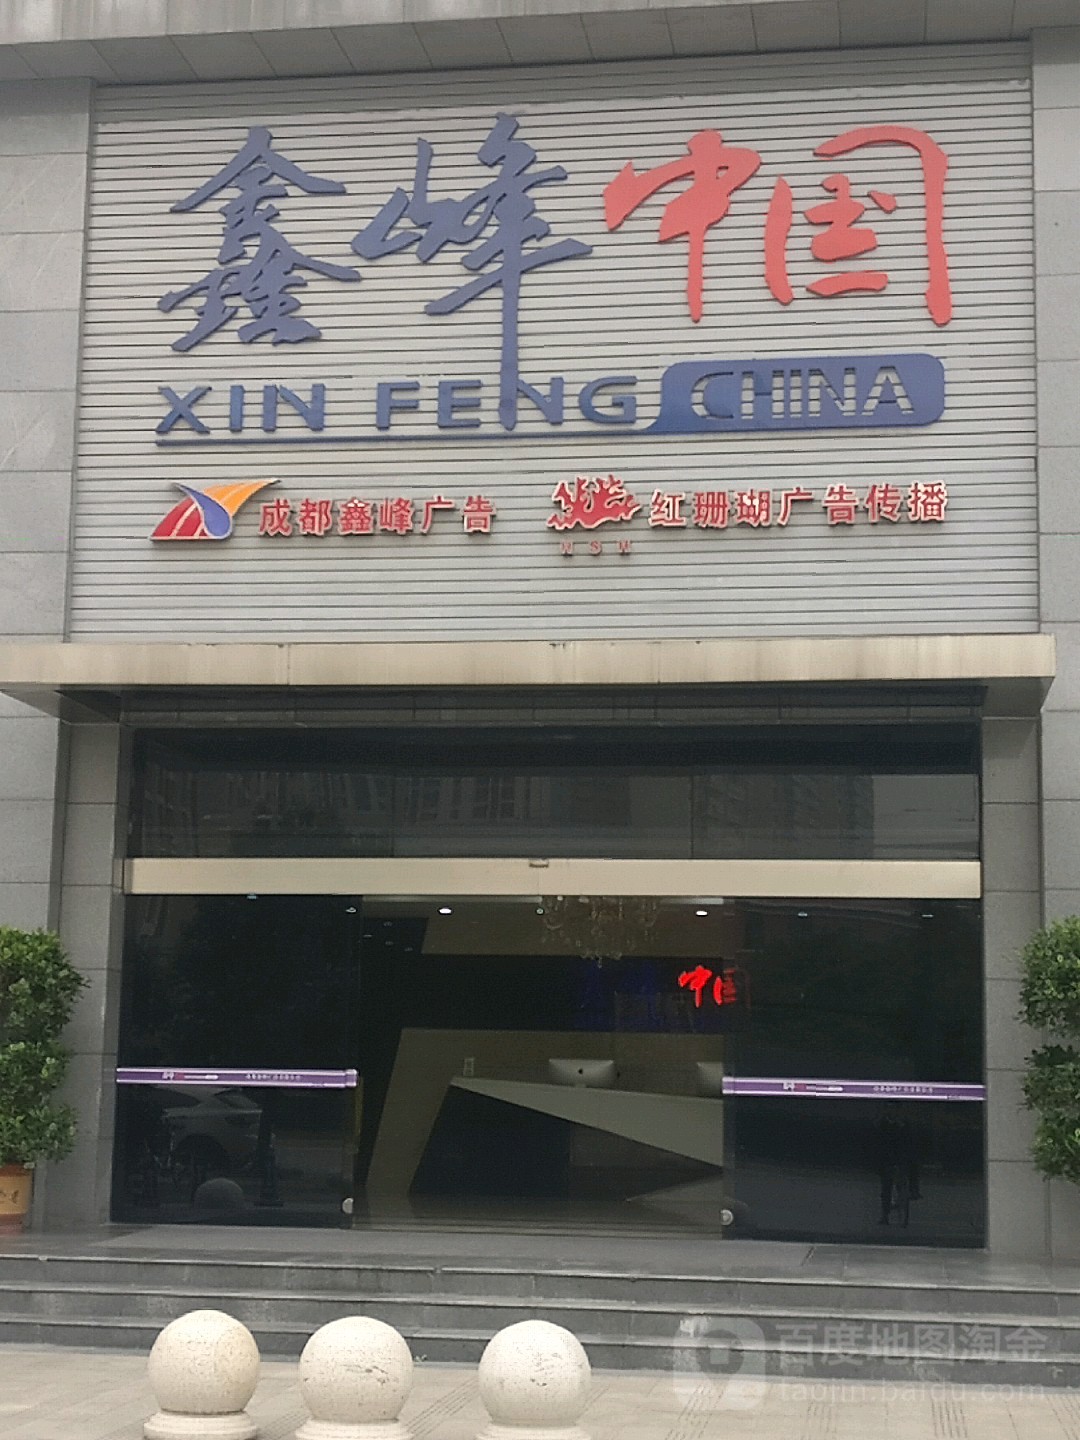 鑫峰中国
XIN FENG CHINA
成都鑫峰广告
红珊瑚广告传播
H S H
中国
百度地图淘金
taojin.baidu.com